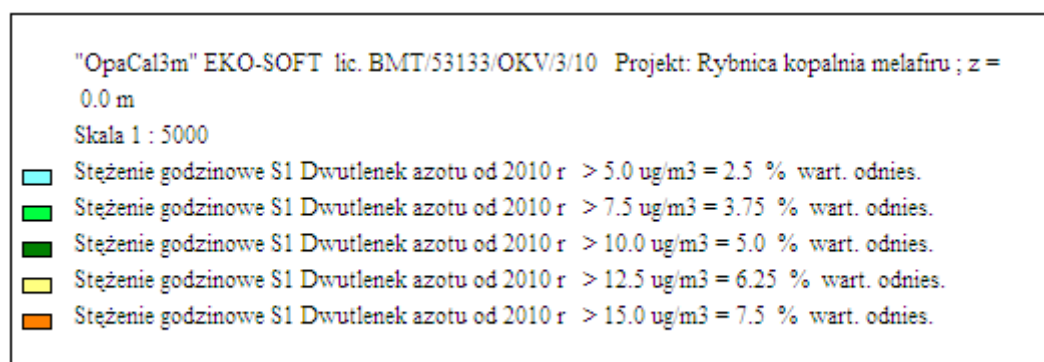 "OpaCal3m" EKO-SOFT lic. BMT/53133/OKV/3/10 Projekt: Rybnica kopalnia melafiru ; z =
0.0 m
Skala 1 : 5000
Stężenie godzinowe S1 Dwutlenek azotu od 2010 r > 5.0 ug/m3 = 2.5 % wart. odnies.
Stężenie godzinowe S1 Dwutlenek azotu od 2010 r > 7.5 ug/m3 = 3.75 % wart. odnies.
Stężenie godzinowe S1 Dwutlenek azotu od 2010 r > 10.0 ug/m3 = 5.0 % wart. odnies.
Stężenie godzinowe S1 Dwutlenek azotu od 2010 r > 12.5 ug/m3 = 6.25 % wart. odnies.
Stężenie godzinowe S1 Dwutlenek azotu od 2010 r > 15.0 ug/m3 = 7.5 % wart. odnies.